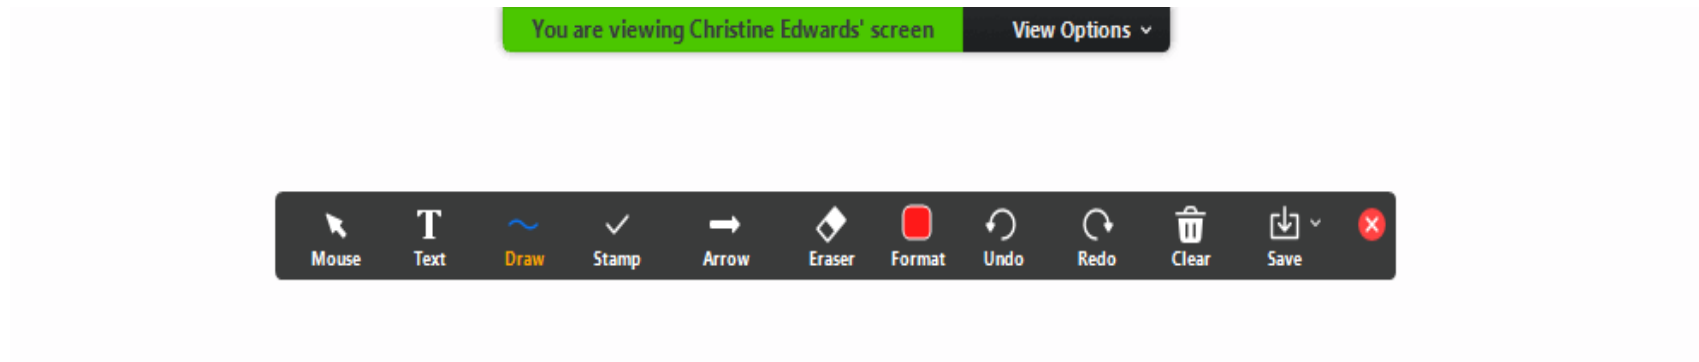 You are viewing Christine Edwards' screen View Options
Mouse Text Draw Stamp Arrow Eraser Format Undo Redo Clear Save